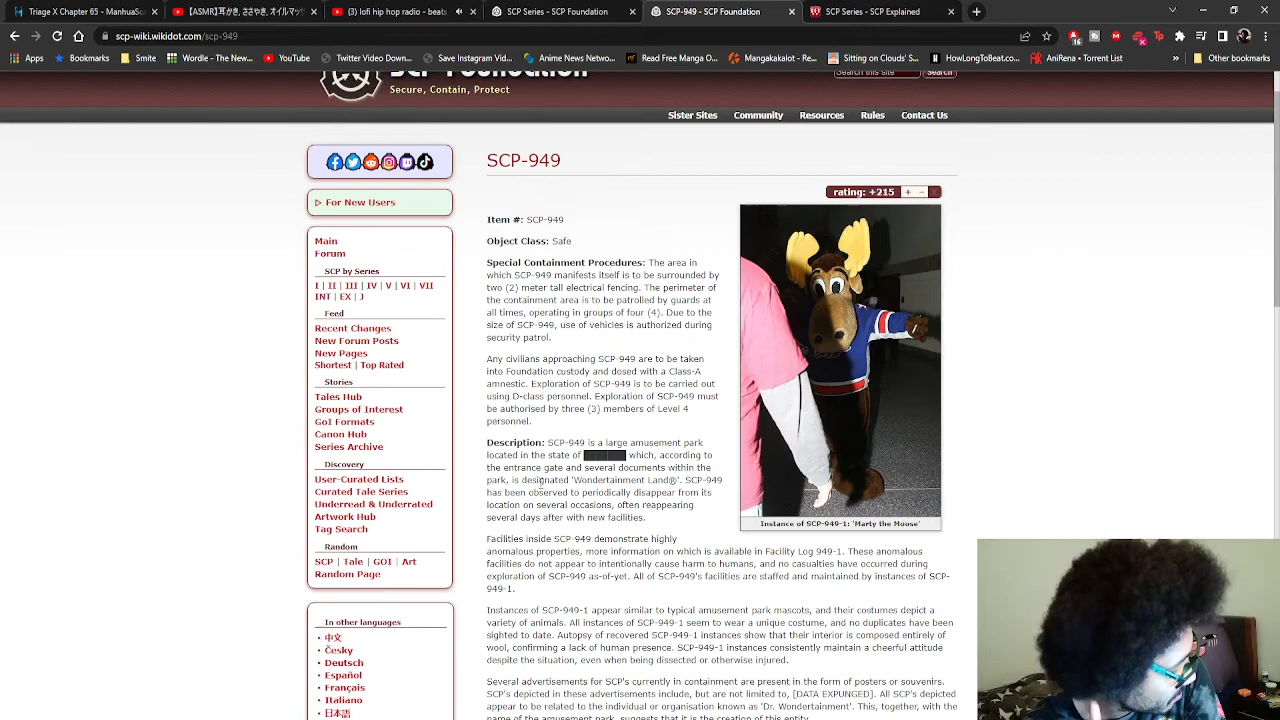 Triage X Chapter 65 - ManhuaSc
【ASMR】耳かき、ささやき、オイルマッ
(3) lofi hip hop radio - beats
SCP Series - SCP Foundation
SCP-949 - SCP Foundation
SCP Series - SCP Explained
scp-wiki.wikidot.com/scp-949
16
Apps
Bookmarks
Smite
Wordle - The New...
YouTube
Twitter Video Down...
Save Instagram Vide...
Anime News Networ...
Read Free Manga O...
Mangakakalot - Re...
Sitting on Clouds' S...
HowLongToBeat.co...
AniRena • Torrent List
»
Other bookmarks
SCP Foundation
Secure, Contain, Protect
Search this site
Search
Sister Sites
Community
Resources
Rules
Contact Us
▷ For New Users
Main
Forum
SCP by Series
I | II | III | IV | V | VI | VII
INT | EX | J
Feed
Recent Changes
New Forum Posts
New Pages
Shortest | Top Rated
Stories
Tales Hub
Groups of Interest
GoI Formats
Canon Hub
Series Archive
Discovery
User-Curated Lists
Curated Tale Series
Underread & Underrated
Artwork Hub
Tag Search
Random
SCP | Tale | GOI | Art
Random Page
In other languages
中文
Česky
Deutsch
Español
Français
Italiano
日本語
SCP-949
rating: +215 + – X
Item #: SCP-949
Object Class: Safe
Special Containment Procedures: The area in
which SCP-949 manifests itself is to be surrounded by
two (2) meter tall electrical fencing. The perimeter of
the containment area is to be patrolled by guards at
all times, operating in groups of four (4). Due to the
size of SCP-949, use of vehicles is authorized during
security patrol.
Any civilians approaching SCP-949 are to be taken
into Foundation custody and dosed with a Class-A
amnestic. Exploration of SCP-949 is to be carried out
using D-class personnel. Exploration of SCP-949 must
be authorised by three (3) members of Level 4
personnel.
Description: SCP-949 is a large amusement park
located in the state of ██████ which, according to
the entrance gate and several documents within the
park, is designated 'Wondertainment Land®'. SCP-949
has been observed to periodically disappear from its
location on several occasions, often reappearing
several days after with new facilities.
Instance of SCP-949-1: 'Marty the Moose'
Facilities inside SCP-949 demonstrate highly
anomalous properties, more information on which is available in Facility Log 949-1. These anomalous
facilities do not appear to intentionally cause harm to humans, and no casualties have occurred during
exploration of SCP-949 as-of-yet. All of SCP-949's facilities are staffed and maintained by instances of SCP-
949-1.
Instances of SCP-949-1 appear similar to typical amusement park mascots, and their costumes depict a
variety of animals. All instances of SCP-949-1 seem to wear a unique costume, and no duplicates have been
sighted to date. Autopsy of recovered SCP-949-1 instances show that their interior is composed entirely of
wool, confirming a lack of human presence. SCP-949-1 instances consistently maintain a cheerful attitude
despite the situation, even when being dissected or otherwise injured.
Several advertisements for SCP's currently in containment are present in the form of posters or souvenirs.
SCP's depicted in these advertisements include, but are not limited to, [DATA EXPUNGED]. All SCP's depicted
appear to be related to the individual or organisation known as 'Dr. Wondertainment'. This, together with the
name of the amusement park, suggests that it is the creation of this entity.